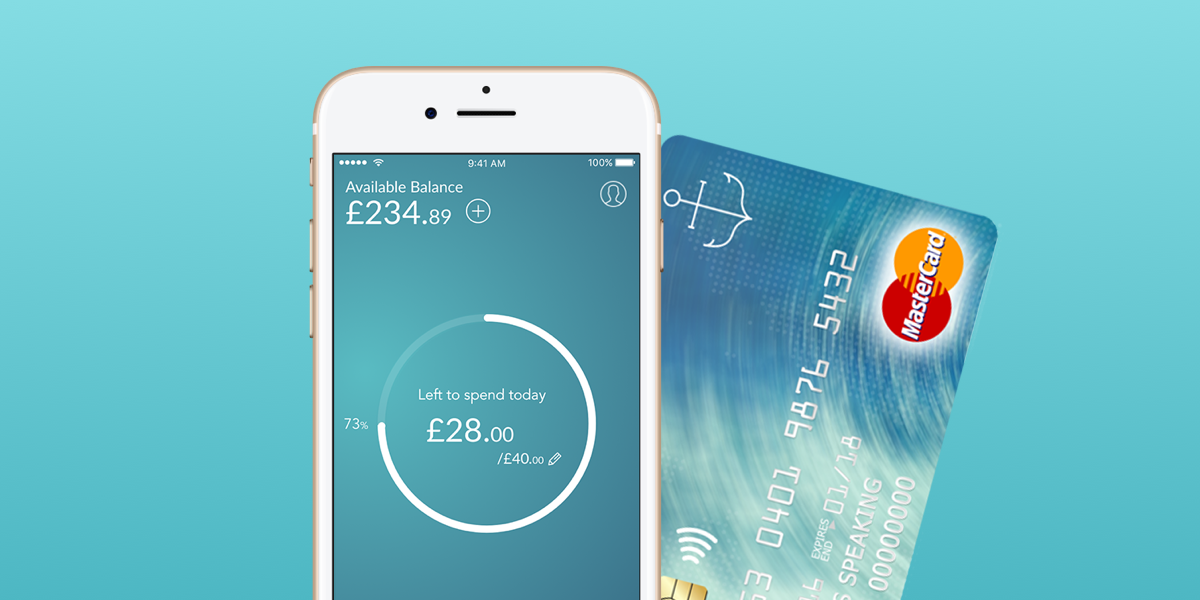 9:41 AM
100%
Available Balance
£234.89
Left to spend today
£28.00
/£40.00
73%
MasterCard
53 0401 9876 5432
EXPIRES
END
01/18
S SPEAKING
00000000